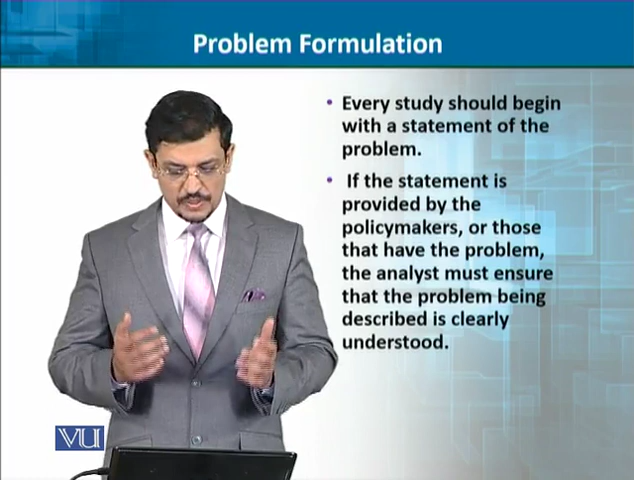 Problem Formulation
• Every study should begin
with a statement of the
problem.
• If the statement is
provided by the
policymakers, or those
that have the problem,
the analyst must ensure
that the problem being
described is clearly
understood.
VU